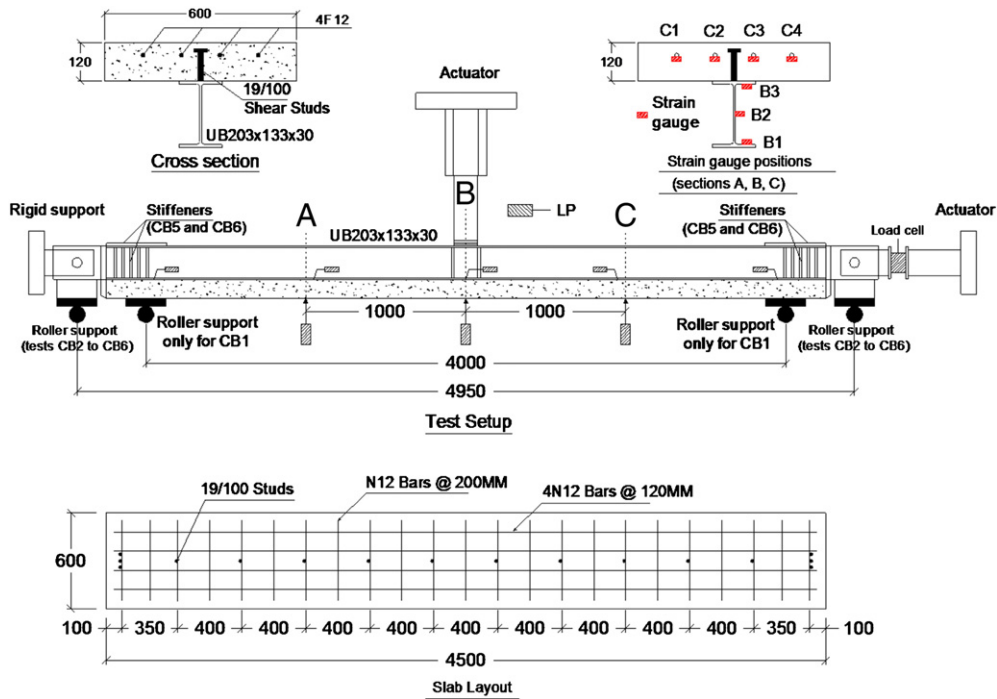 600
4F 12
120
19/100
Shear Studs
UB203x133x30
Cross section
Actuator
C1 C2 C3 C4
120
B3
B2
B1
Strain
gauge
Strain gauge positions
(sections A, B, C)
Rigid support
Stiffeners
(CB5 and CB6)
A
UB203x133x30
B
LP
C
Stiffeners
(CB5 and CB6)
Load cell
Actuator
Roller support
(tests CB2 to CB6)
Roller support
only for CB1
1000
1000
Roller support
only for CB1
Roller support
(tests CB2 to CB6)
4000
4950
Test Setup
19/100 Studs
N12 Bars @ 200MM
4N12 Bars @ 120MM
600
100 350 400 400 400 400 400 400 400 400 400 350 100
4500
Slab Layout